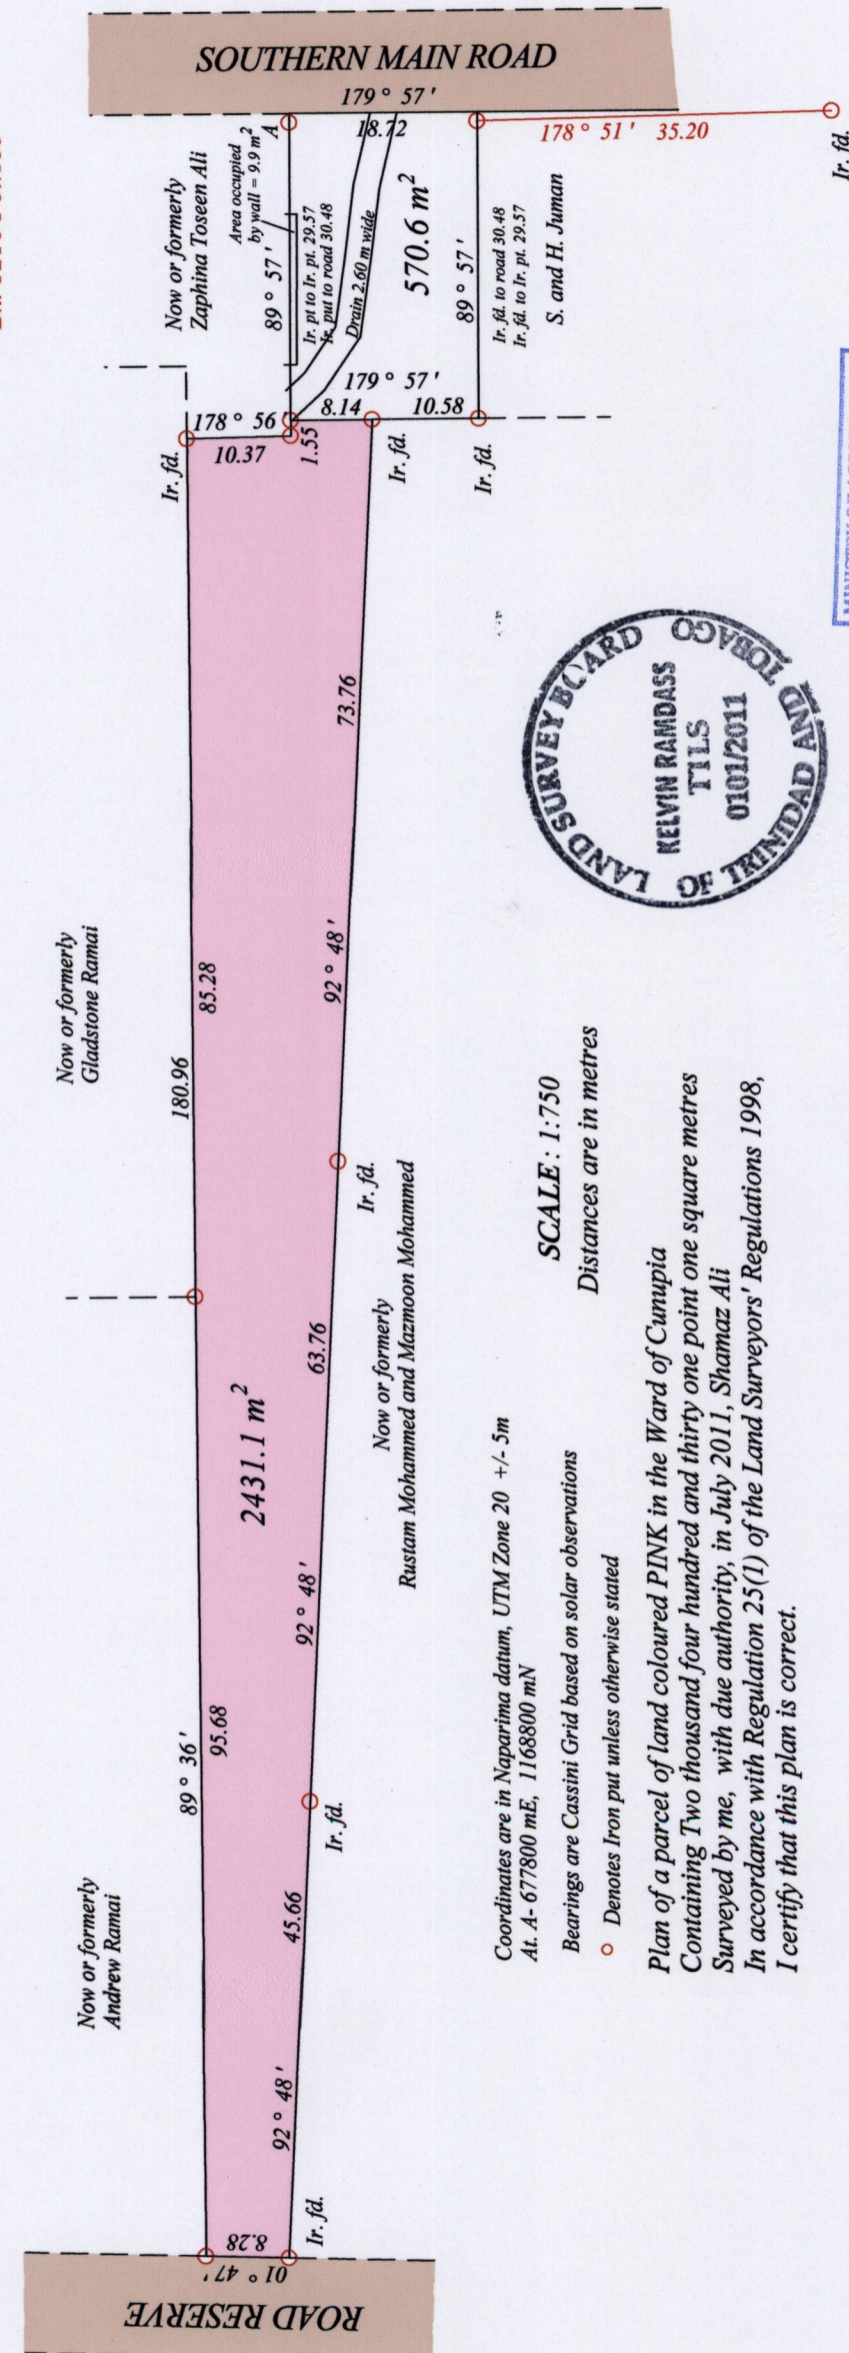 SOUTHERN MAIN ROAD
179 ° 57 '
18.72
A
178 ° 51 ' 35.20
Ir. fd.
Now or formerly
Zaphina Toseen Ali
Area occupied
by wall = 9.9 m²
89 ° 57 '
Ir. pt to Ir. pt. 29.57
Ir. put to road 30.48
Drain 2.60 m wide
570.6 m²
89 ° 57 '
Ir. fd. to road 30.48
Ir. fd. to Ir. pt. 29.57
S. and H. Juman
179 ° 57 '
8.14
10.58
178 ° 56 '
10.37
1.55
Ir. fd.
Ir. fd.
Ir. fd.
Now or formerly
Gladstone Ramai
180.96
85.28
73.76
92 ° 48 '
Ir. fd.
Now or formerly
Rustam Mohammed and Mazmoon Mohammed
63.76
2431.1 m²
92 ° 48 '
89 ° 36 '
95.68
Ir. fd.
45.66
Now or formerly
Andrew Ramai
92 ° 48 '
Ir. fd.
8.28
01 ° 47 '
ROAD RESERVE
LAND SURVEY BOARD
OF TRINIDAD AND TOBAGO
KELVIN RAMDASS
TTLS
0101/2011
SCALE : 1:750
Distances are in metres
Coordinates are in Naparima datum, UTM Zone 20 +/- 5m
At. A- 677800 mE, 1168800 mN
Bearings are Cassini Grid based on solar observations
Denotes Iron put unless otherwise stated
Plan of a parcel of land coloured PINK in the Ward of Cunupia
Containing Two thousand four hundred and thirty one point one square metres
Surveyed by me, with due authority, in July 2011, Shamaz Ali
In accordance with Regulation 25(1) of the Land Surveyors' Regulations 1998,
I certify that this plan is correct.